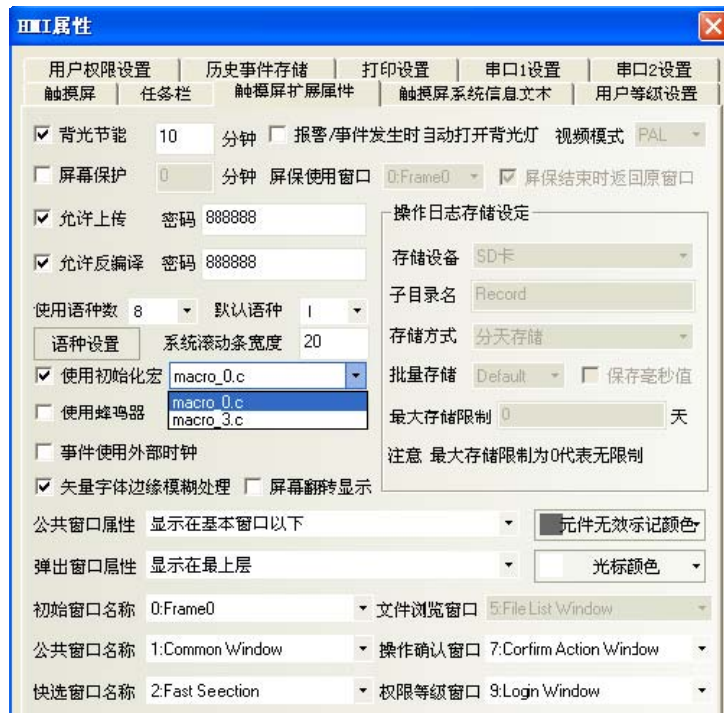 HMI属性
用户权限设置 历史事件存储 打印设置 串口1设置 串口2设置
触摸屏 任务栏 触摸屏扩展属性 触摸屏系统信息文本 用户等级设置
背光节能 10 分钟 报警/事件发生时自动打开背光灯 视频模式 PAL
屏幕保护 0 分钟 屏保使用窗口 0:Frame0 屏保结束时返回原窗口
允许上传 密码 888888
操作日志存储设定
允许反编译 密码 888888
存储设备 SD卡
子目录名 Record
使用语种数 8 默认语种 1
语种设置 系统滚动条宽度 20
存储方式 分天存储
使用初始化宏 macro_0.c
批量存储 Default 保存毫秒值
macro_0.c
macro_3.c
使用蜂鸣器
最大存储限制 0 天
事件使用外部时钟
注意 最大存储限制为0代表无限制
矢量字体边缘模糊处理 屏幕翻转显示
公共窗口属性 显示在基本窗口以下 元件无效标记颜色
弹出窗口属性 显示在最上层 光标颜色
初始窗口名称 0:Frame0 文件浏览窗口 5:File List Window
公共窗口名称 1:Common Window 操作确认窗口 7:Corfirm Action Window
快选窗口名称 2:Fast Seection 权限等级窗口 9:Login Window